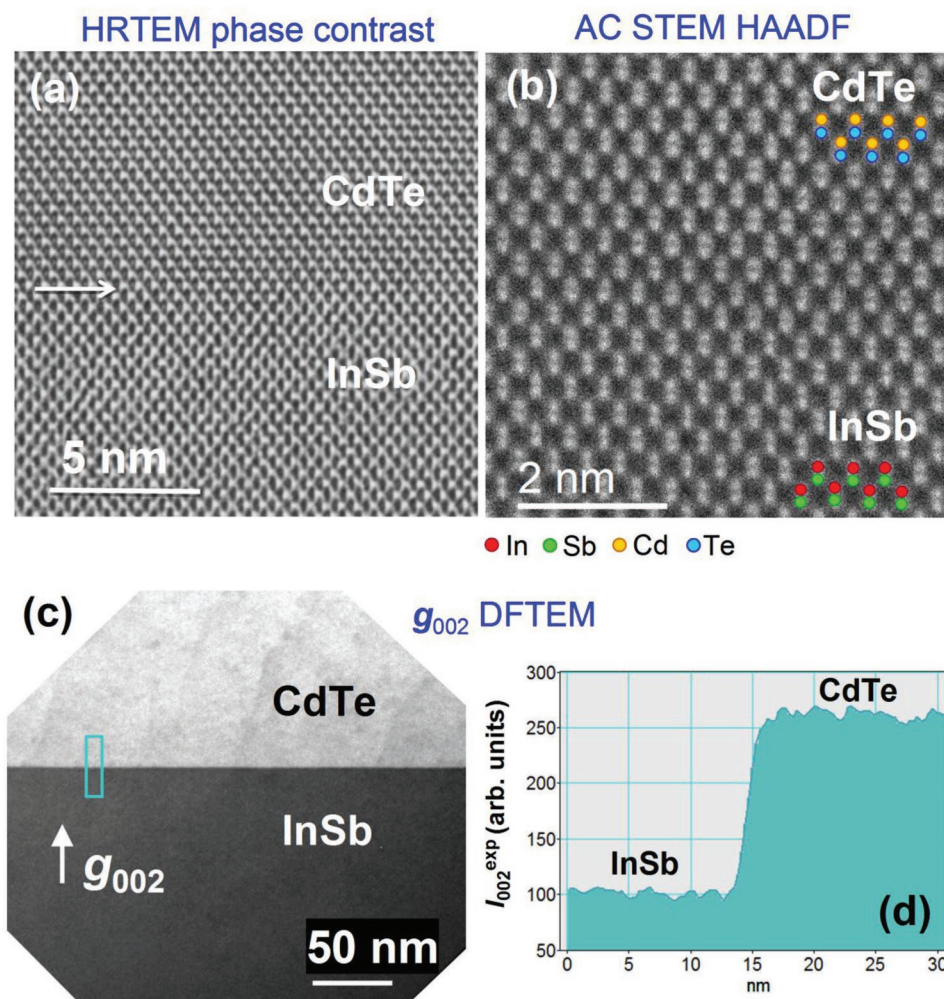 HRTEM phase contrast
AC STEM HAADF
(a)
CdTe
InSb
5 nm
(b)
CdTe
InSb
2 nm
In Sb Cd Te
(c)
g002 DFTEM
CdTe
InSb
g002
50 nm
I002exp (arb. units)
300
250
200
150
100
50
CdTe
InSb
(d)
0 5 10 15 20 25 30
nm